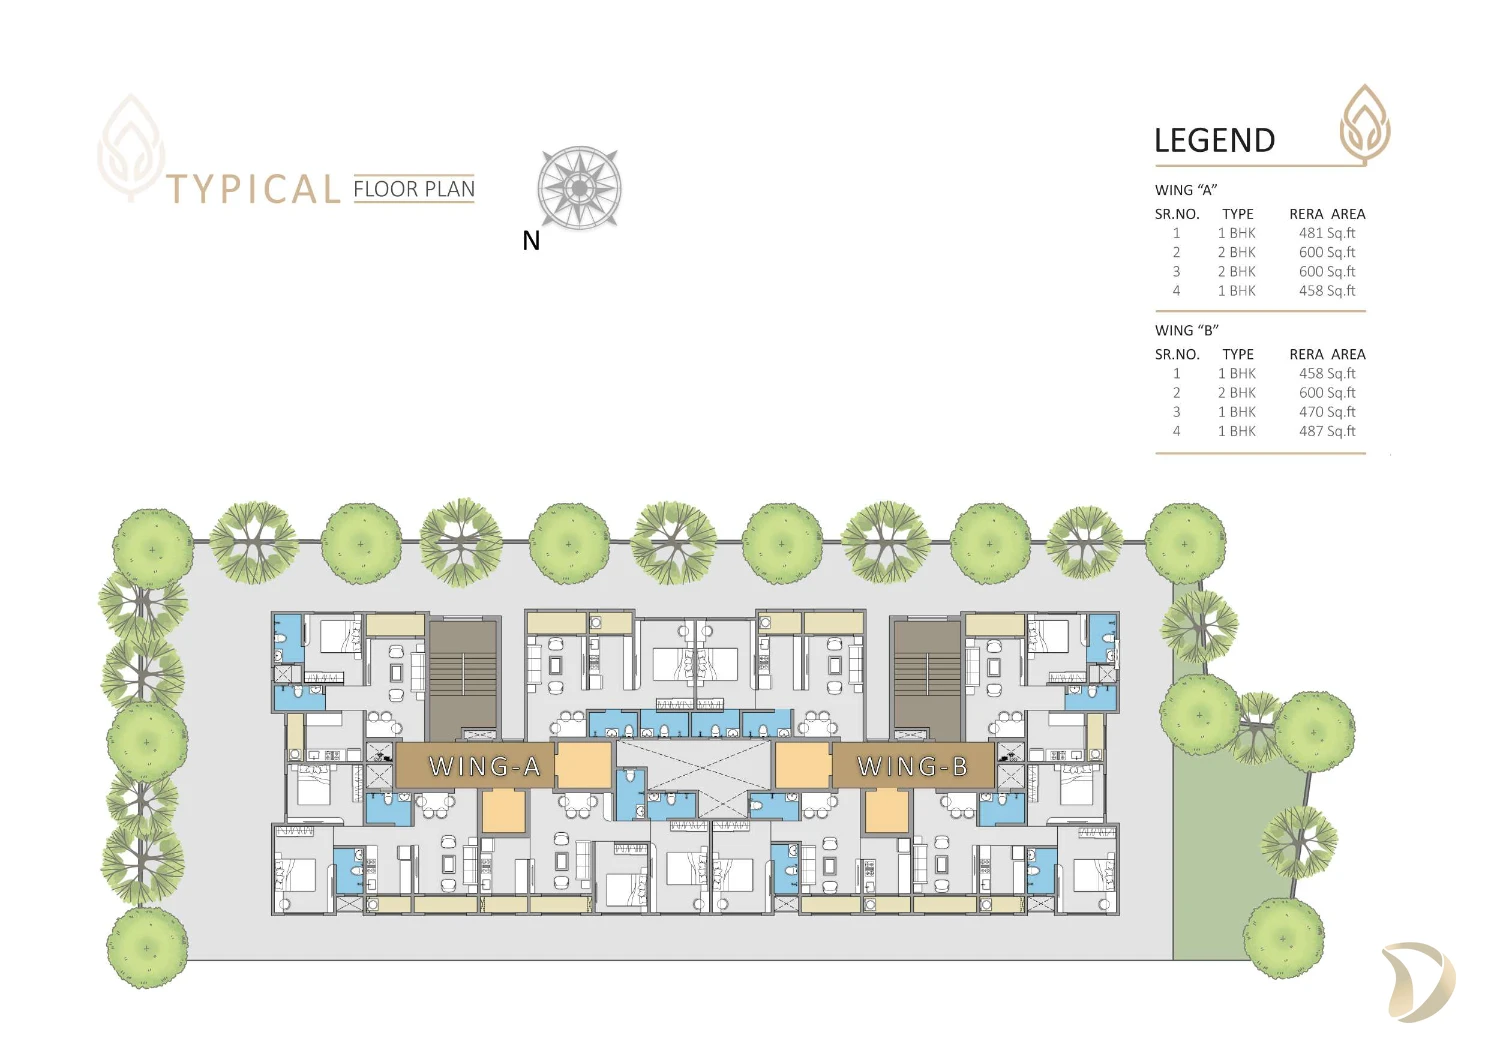 TYPICAL FLOOR PLAN
N
LEGEND
WING “A”
SR.NO. TYPE RERA AREA
1 1 BHK 481 Sq.ft
2 2 BHK 600 Sq.ft
3 2 BHK 600 Sq.ft
4 1 BHK 458 Sq.ft
WING “B”
SR.NO. TYPE RERA AREA
1 1 BHK 458 Sq.ft
2 2 BHK 600 Sq.ft
3 1 BHK 470 Sq.ft
4 1 BHK 487 Sq.ft
WING-A
WING-B